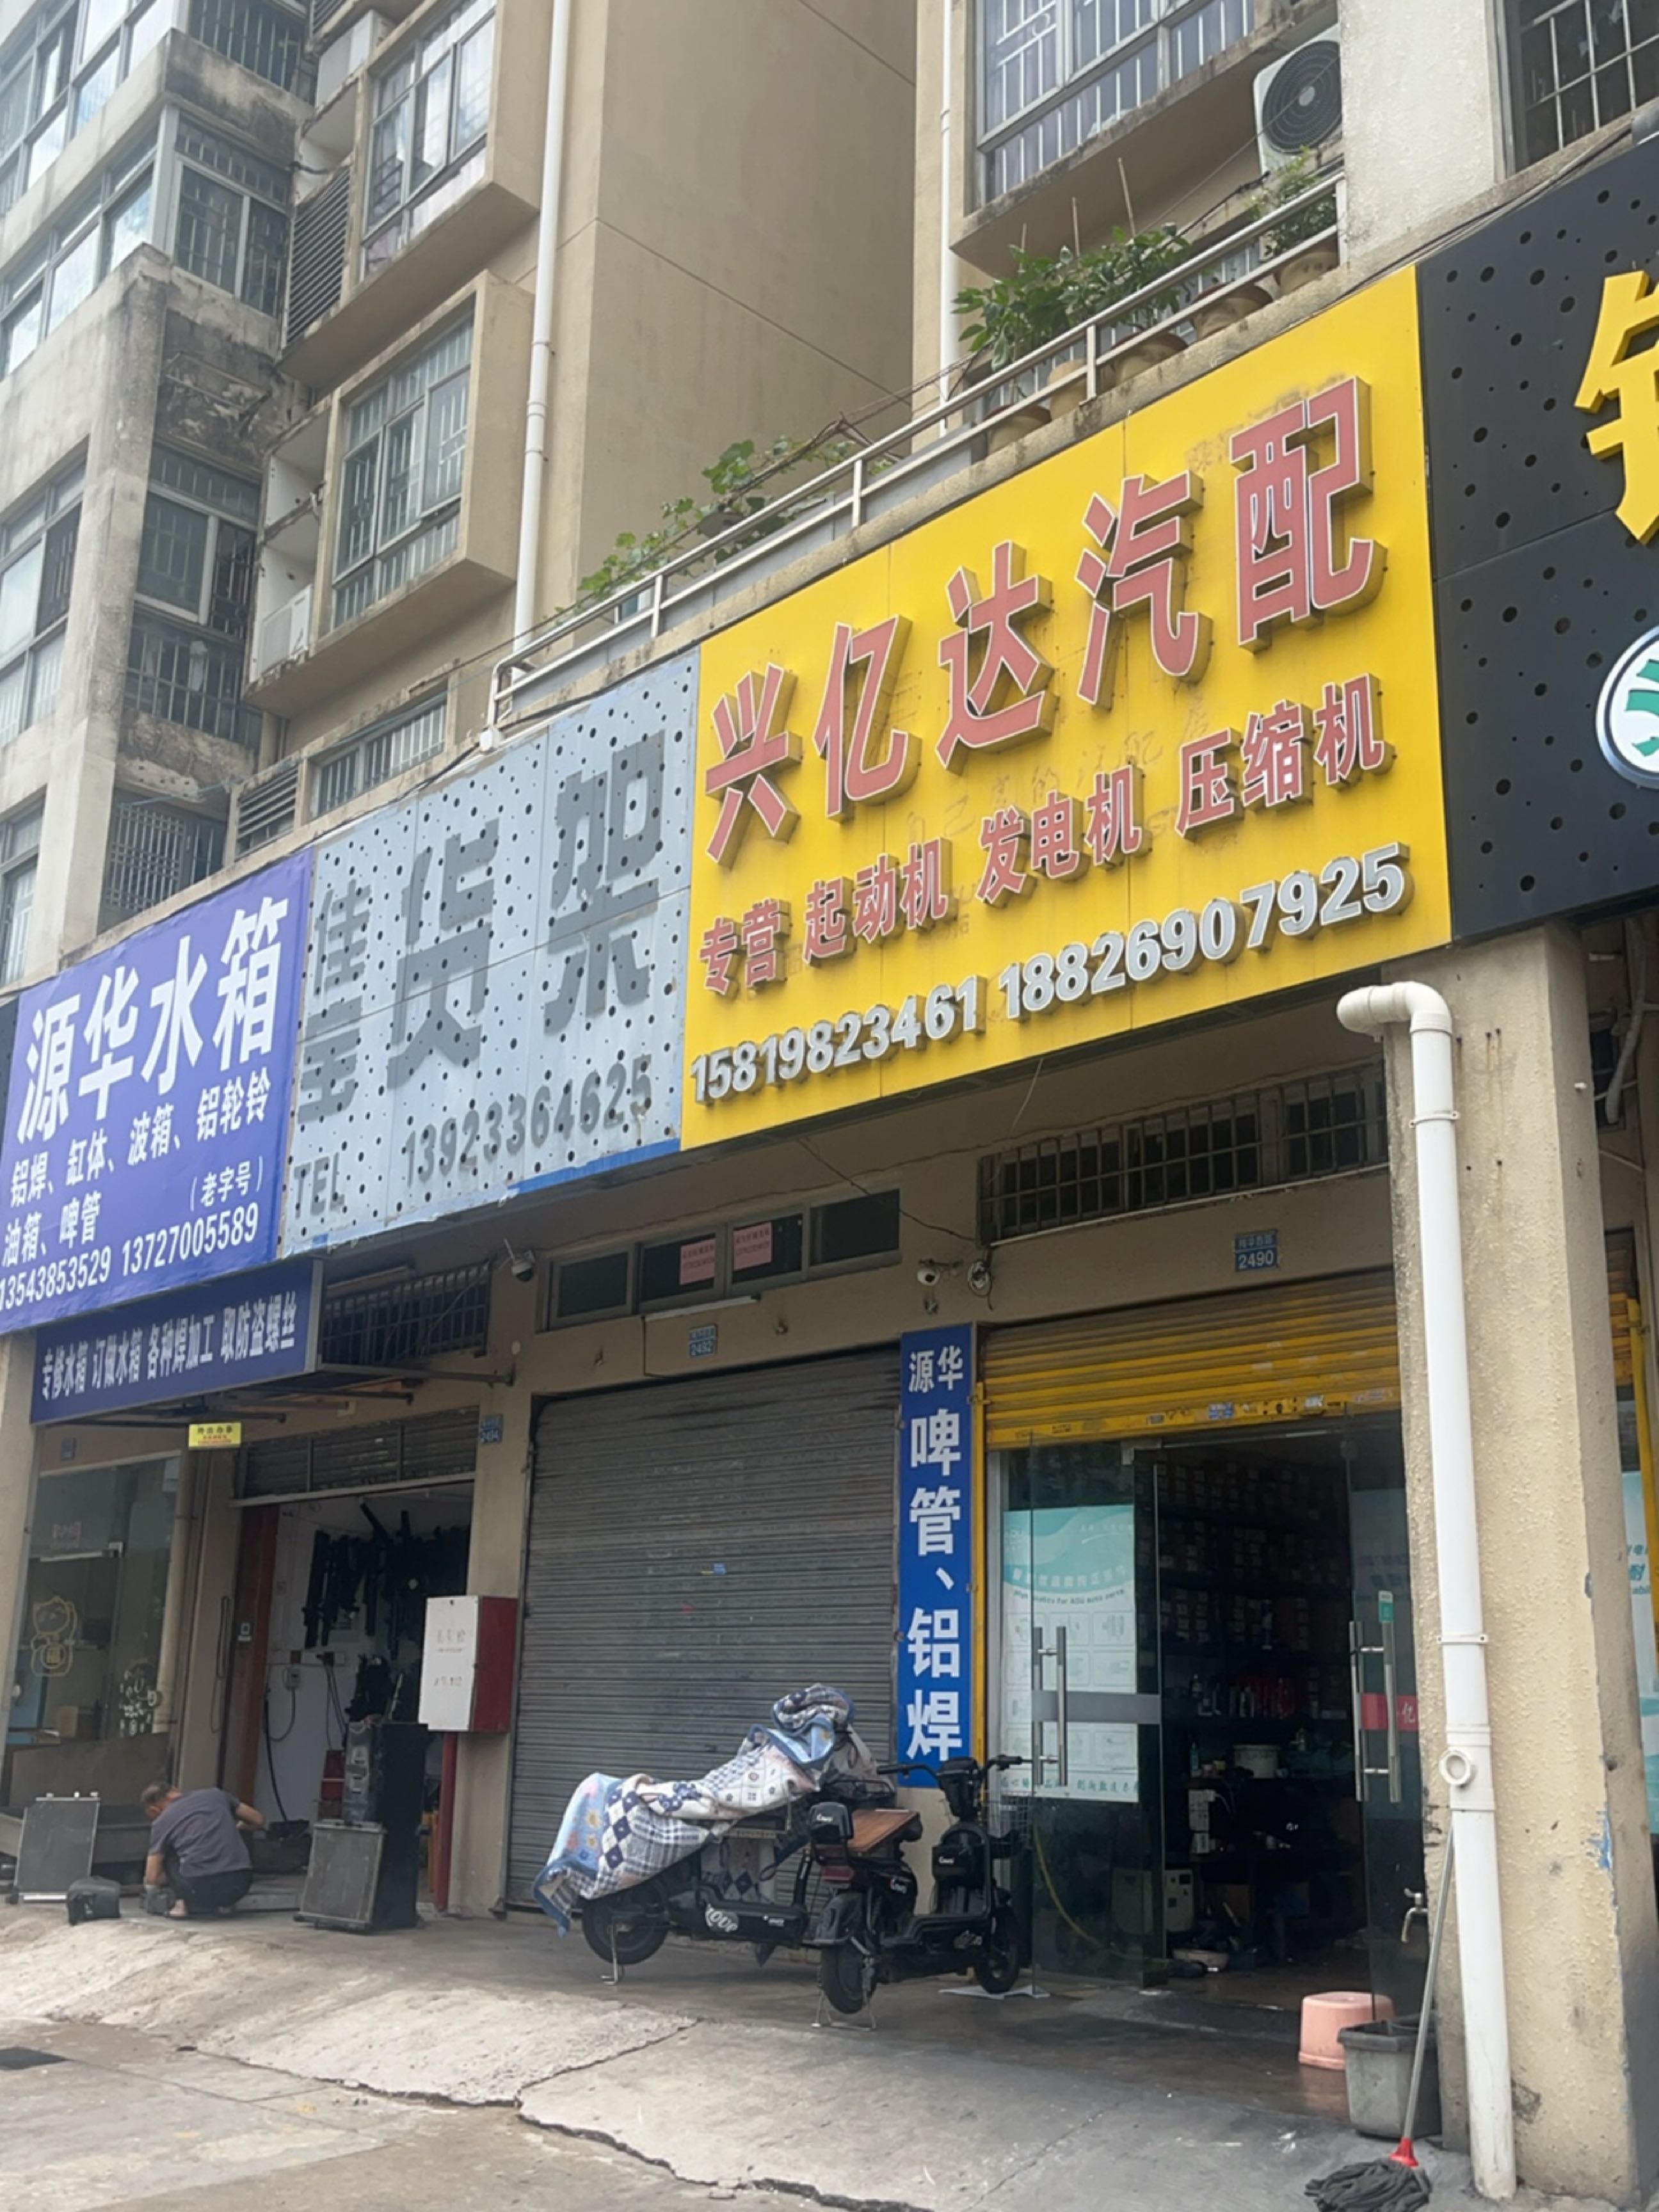 源华水箱
铝焊、缸体、波箱、铝轮铃
油箱、啤管
(老字号)
13543853529 13727005589
专修水箱 订做水箱 各种焊加工 取防盗螺丝
售货架
TEL 13923364625
兴亿达汽配
专营 起动机 发电机 压缩机
15819823461 18826907925
2490
2492
2494
源华
啤管、铝焊